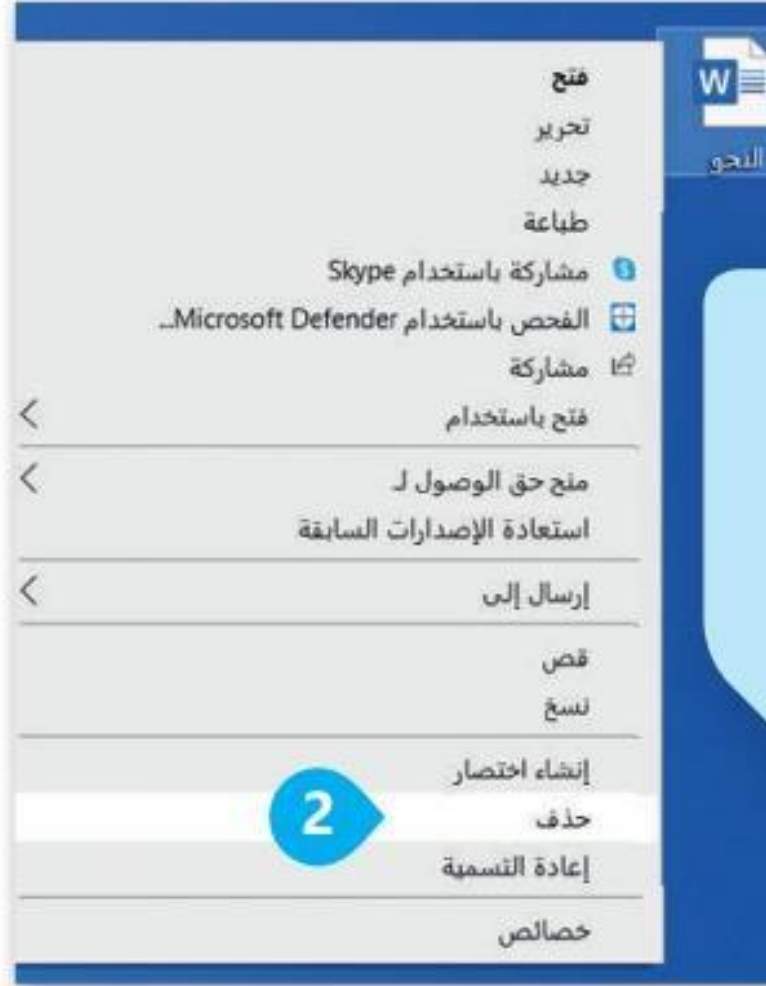 W
النحو
فتح
تحرير
جديد
طباعة
مشاركة باستخدام Skype
الفحص باستخدام Microsoft Defender...
مشاركة
فتح باستخدام
منح حق الوصول لـ
استعادة الإصدارات السابقة
إرسال إلى
قص
نسخ
إنشاء اختصار
حذف
2
إعادة التسمية
خصائص